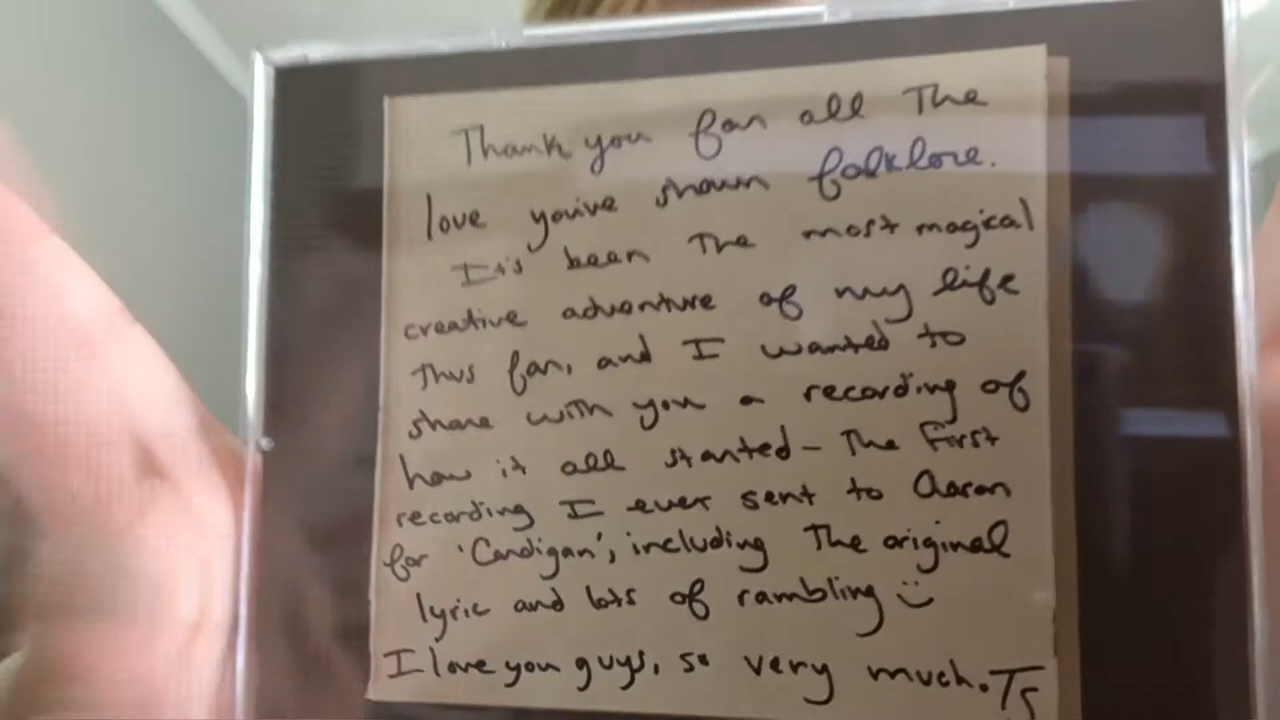 Thank you for all The
love you've shown folklore.
It's been The most magical
creative adventure of my life
thus far, and I wanted to
share with you a recording of
how it all started - The first
recording I ever sent to Aaron
for 'Cardigan', including The original
lyric and lots of rambling :)
I love you guys, so very much. TS